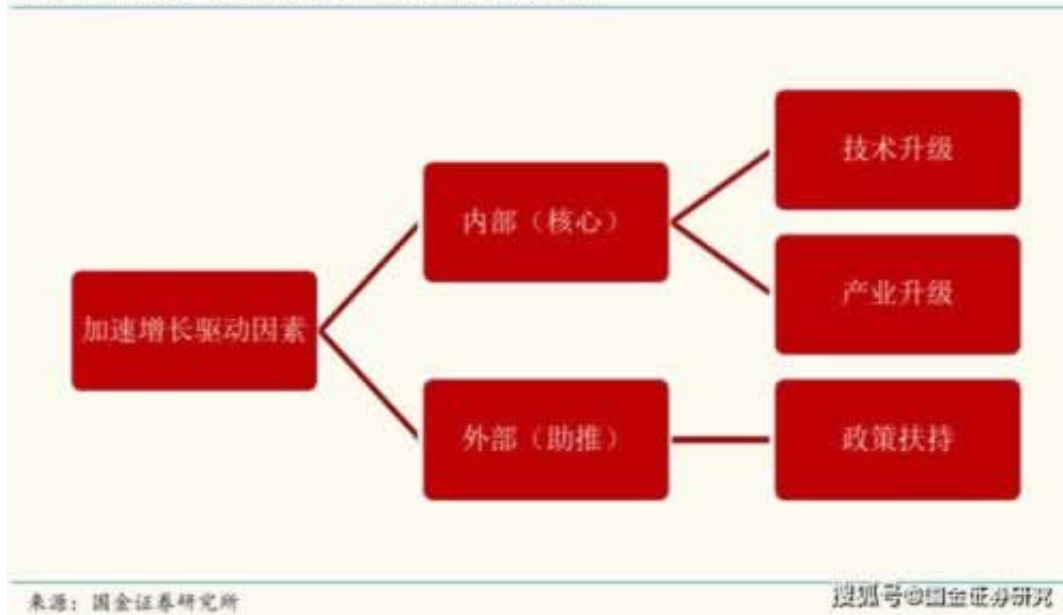 加速增长驱动因素
内部（核心）
外部（助推）
技术升级
产业升级
政策扶持
来源：国金证券研究所
搜狐号@国金证券研究